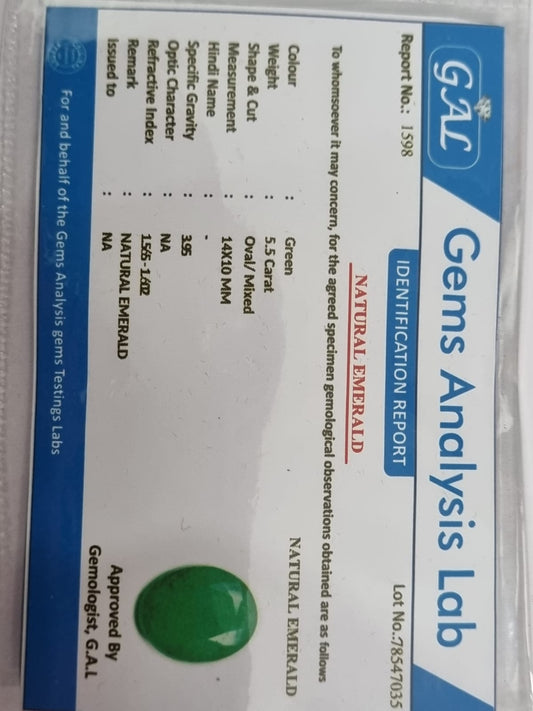 GAL
Gems Analysis Lab
Report No.: 1598
IDENTIFICATION REPORT
Lot No.:78547035
NATURAL EMERALD
To whomsoever it may concern, for the agreed specimen gemological observations obtained are as follows
Colour : Green
NATURAL EMERALD
Weight : 5.5 Carat
Shape & Cut : Oval/ Mixed
Measurement : 14X10 MM
Hindi Name : -
Specific Gravity : 3.95
Optic Character : NA
Refractive Index : 1.565 - 1.602
Remark : NATURAL EMERALD
Issued to : NA
Approved By
Gemologist, G.A.L
For and behalf of the Gems Analysis gems Testings Labs